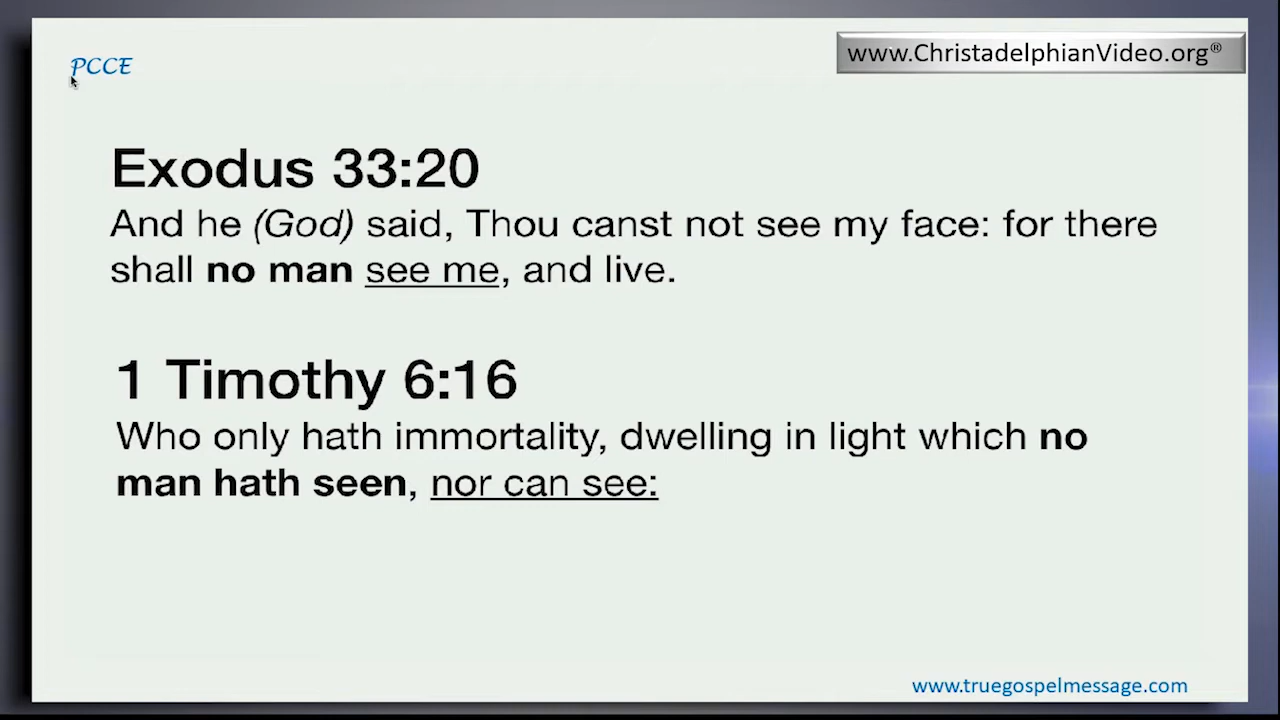 PCCE
www.ChristadelphianVideo.org®
Exodus 33:20
And he (God) said, Thou canst not see my face: for there
shall no man see me, and live.
1 Timothy 6:16
Who only hath immortality, dwelling in light which no
man hath seen, nor can see:
www.truegospelmessage.com